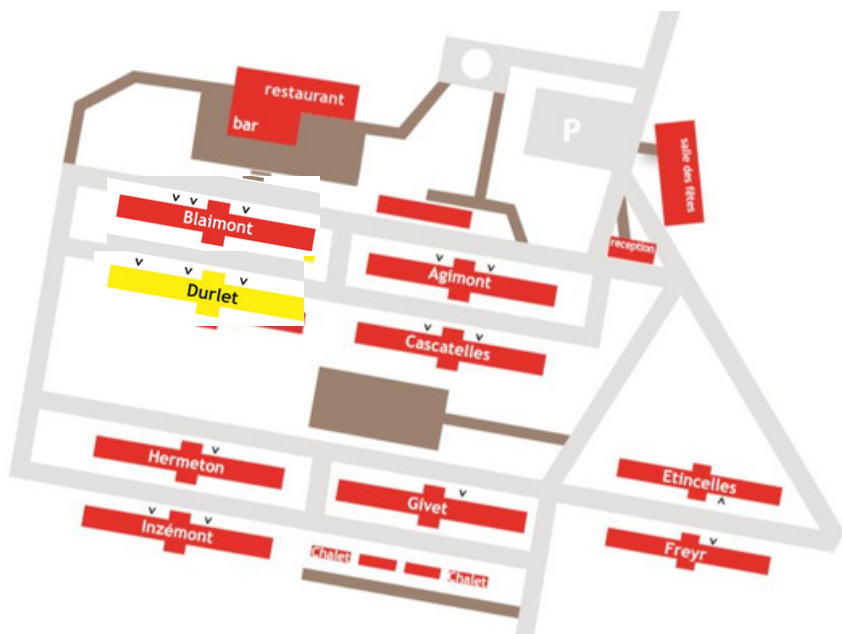 restaurant
bar
P
salle des fêtes
Blaimont
reception
Agimont
Durlet
Cascatelles
Hermeton
Etincelles
Givet
Inzémont
Freyr
Chalet
Chalet